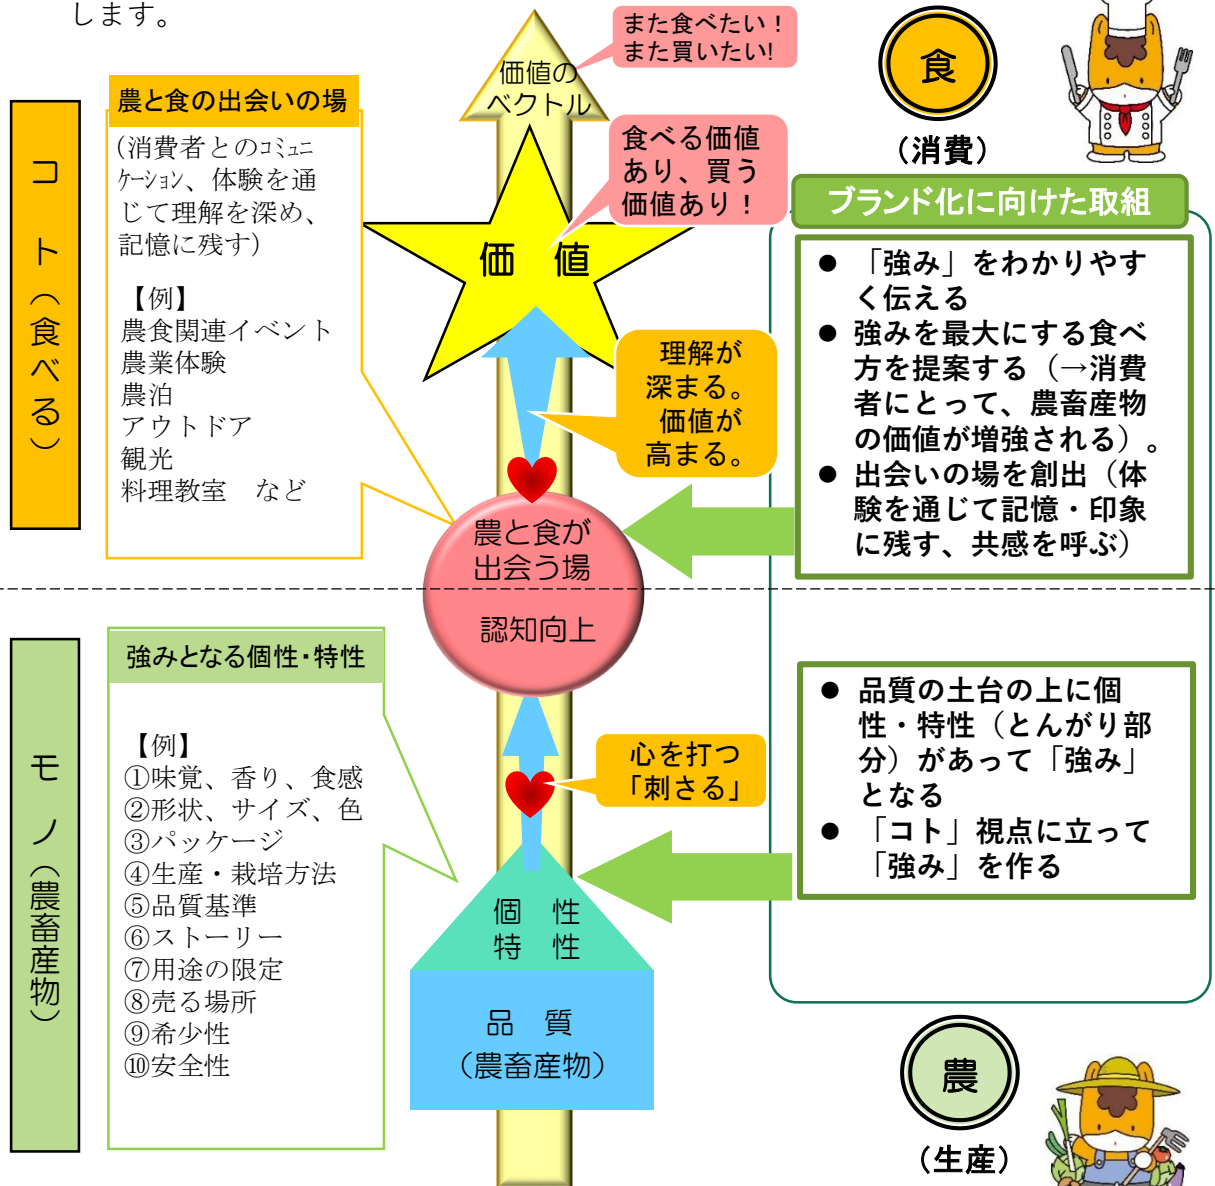 します。
価値の
ベクトル
また食べたい！
また買いたい!
食
（消費）
コト（食べる）
農と食の出会いの場
(消費者とのｺﾐｭﾆ
ｹｰｼｮﾝ、体験を通
じて理解を深め、
記憶に残す)
【例】
農食関連イベント
農業体験
農泊
アウトドア
観光
料理教室　など
食べる価値
あり、買う
価値あり！
価　値
理解が
深まる。
価値が
高まる。
ブランド化に向けた取組
● 「強み」をわかりやす
く伝える
● 強みを最大にする食べ
方を提案する（→消費
者にとって、農畜産物
の価値が増強される）。
● 出会いの場を創出（体
験を通じて記憶・印象
に残す、共感を呼ぶ）
農と食が
出会う場
認知向上
モノ（農畜産物）
強みとなる個性・特性
【例】
①味覚、香り、食感
②形状、サイズ、色
③パッケージ
④生産・栽培方法
⑤品質基準
⑥ストーリー
⑦用途の限定
⑧売る場所
⑨希少性
⑩安全性
心を打つ
「刺さる」
個　性
特　性
品　質
（農畜産物）
● 品質の土台の上に個
性・特性（とんがり部
分）があって「強み」
となる
● 「コト」視点に立って
「強み」を作る
農
（生産）